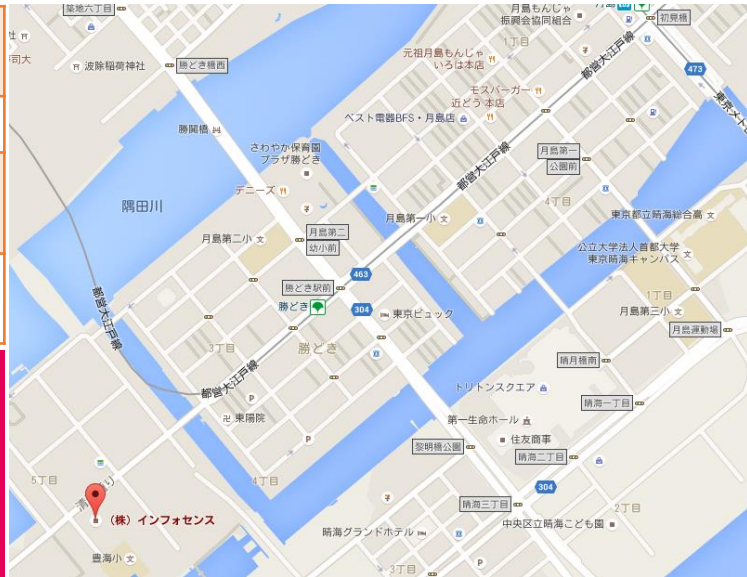 築地六丁目
月島もんじゃ
振興会協同組合
初見橋
1丁目
波除稲荷神社
勝どき橋西
元祖月島もんじゃ
いろは本店
都営大江戸線
473
モスバーガー
近どう本店
ベスト電器BFS・月島店
勝鬨橋
さわやか保育園
プラザ勝どき
月島第一
公園前
都営大江戸線
デニーズ
隅田川
4丁目
東京都立晴海総合高
月島第二
幼小前
月島第一小
月島第二小
公立大学法人首都大学
東京晴海キャンパス
463
勝どき駅前
1丁目
都営大江戸線
勝どき
304
東京ビュック
月島第三小
月島運動場
3丁目
勝どき
晴月橋南
都営大江戸線
トリトンスクエア
晴海一丁目
東陽院
第一生命ホール
住友商事
黎明橋公園
晴海二丁目
5丁目
4丁目
304
晴海三丁目
2丁目
(株)インフォセンス
中央区立晴海こども園
晴海グランドホテル
豊海小
3丁目